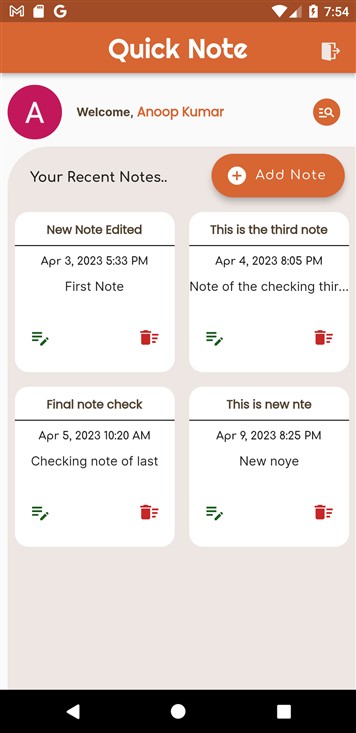 7:54
Quick Note
A
Welcome, Anoop Kumar
Your Recent Notes..
Add Note
New Note Edited
Apr 3, 2023 5:33 PM
First Note
This is the third note
Apr 4, 2023 8:05 PM
Note of the checking thir...
Final note check
Apr 5, 2023 10:20 AM
Checking note of last
This is new nte
Apr 9, 2023 8:25 PM
New noye